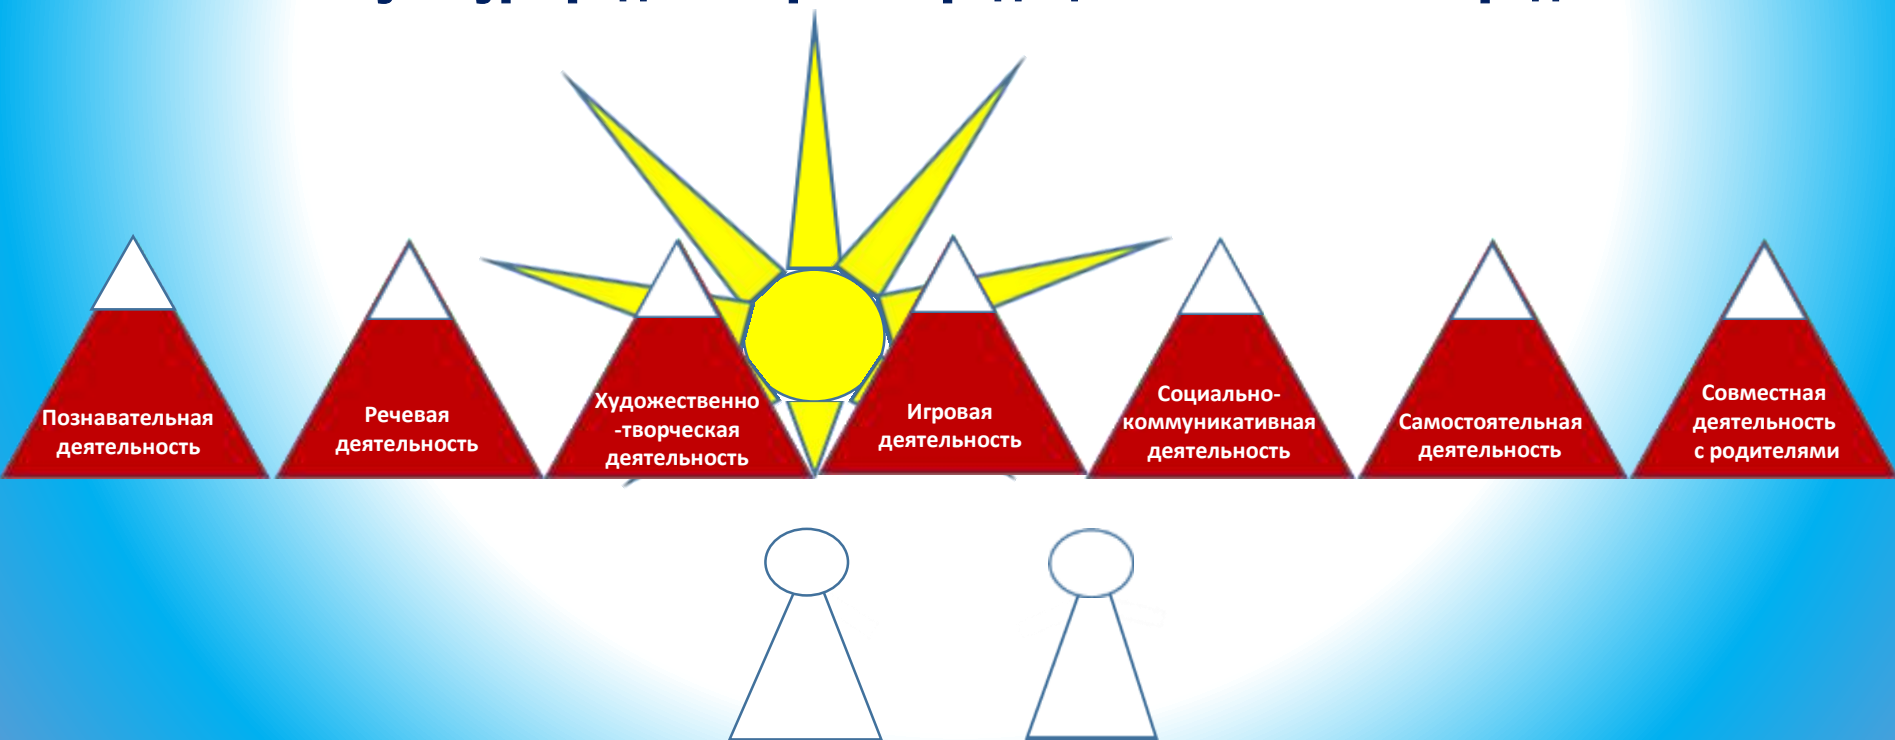 Познавательная
деятельность
Речевая
деятельность
Художественно
-творческая
деятельность
Игровая
деятельность
Социально-
коммуникативная
деятельность
Самостоятельная
деятельность
Совместная
деятельность
с родителями